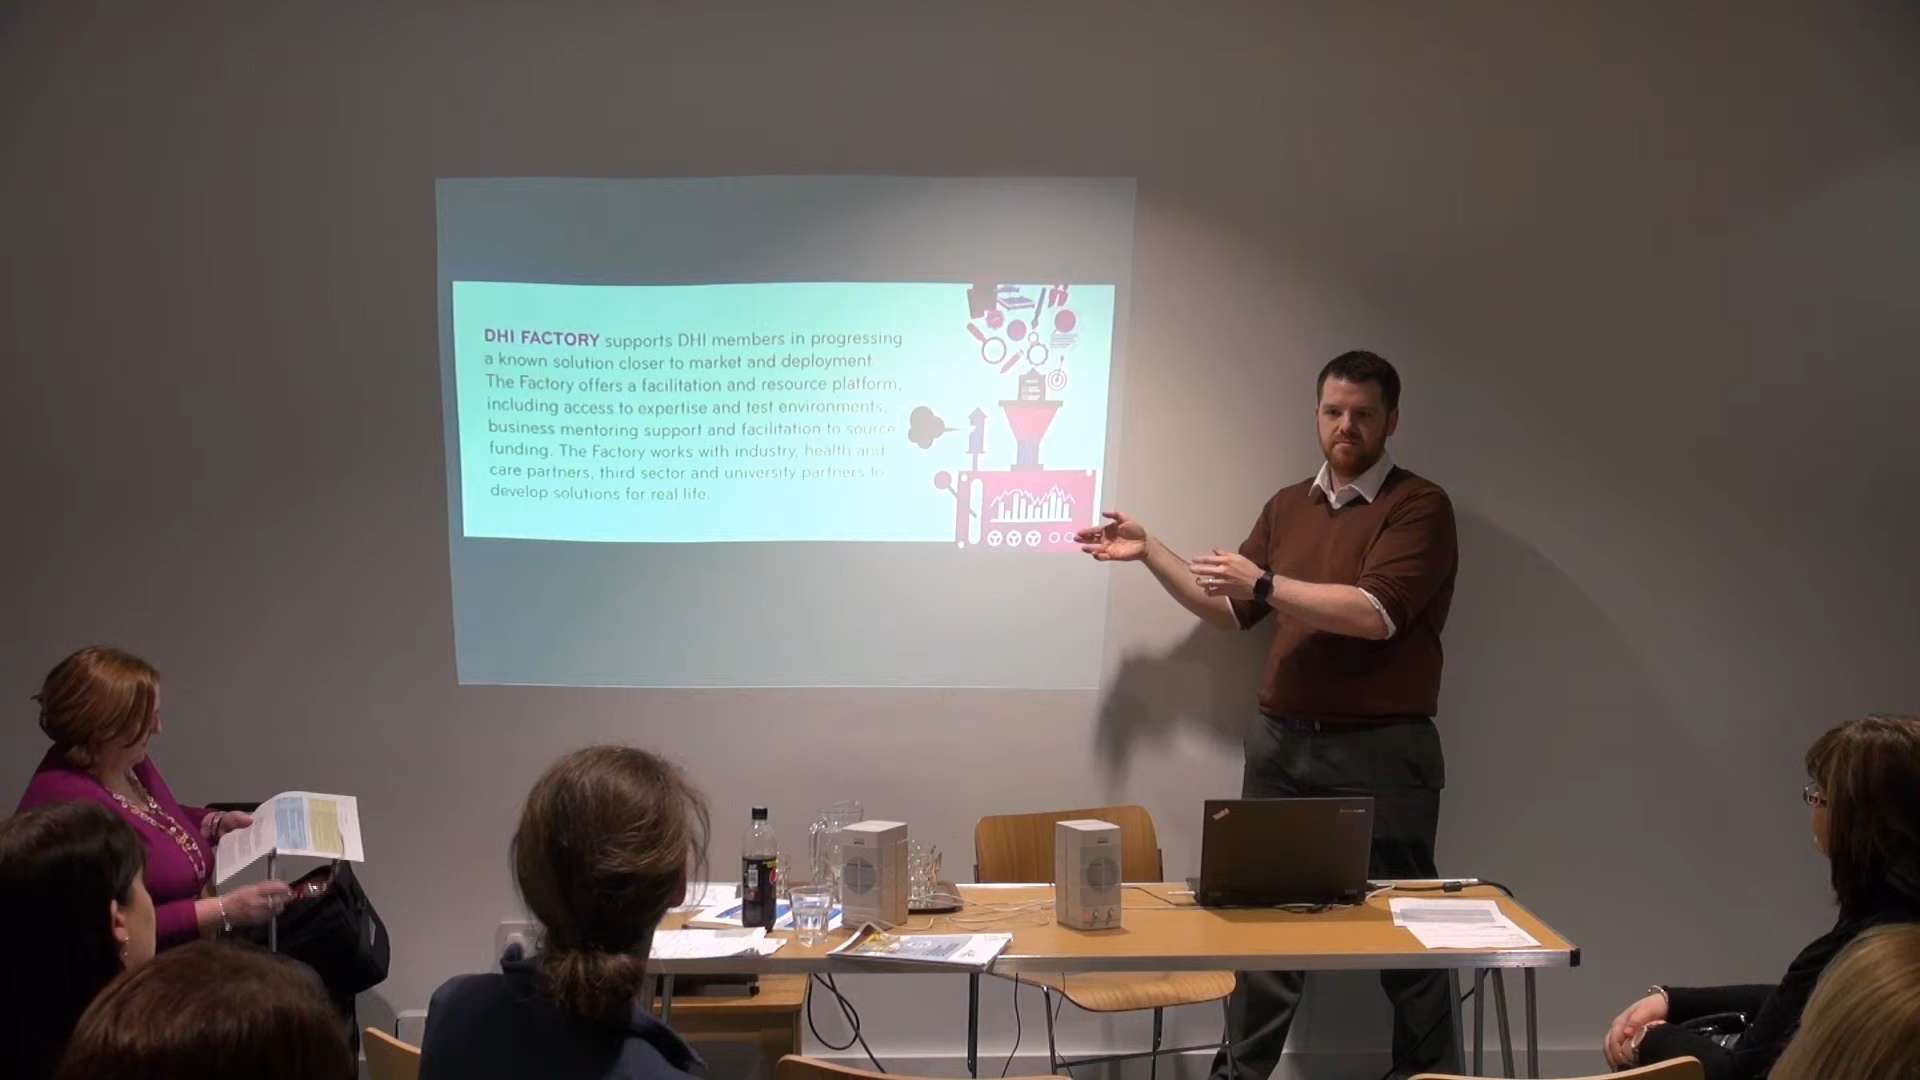 DHI FACTORY supports DHI members in progressing
a known solution closer to market and deployment.
The Factory offers a facilitation and resource platform,
including access to expertise and test environments,
business mentoring support and facilitation to source
funding. The Factory works with industry, health and
care partners, third sector and university partners to
develop solutions for real life.